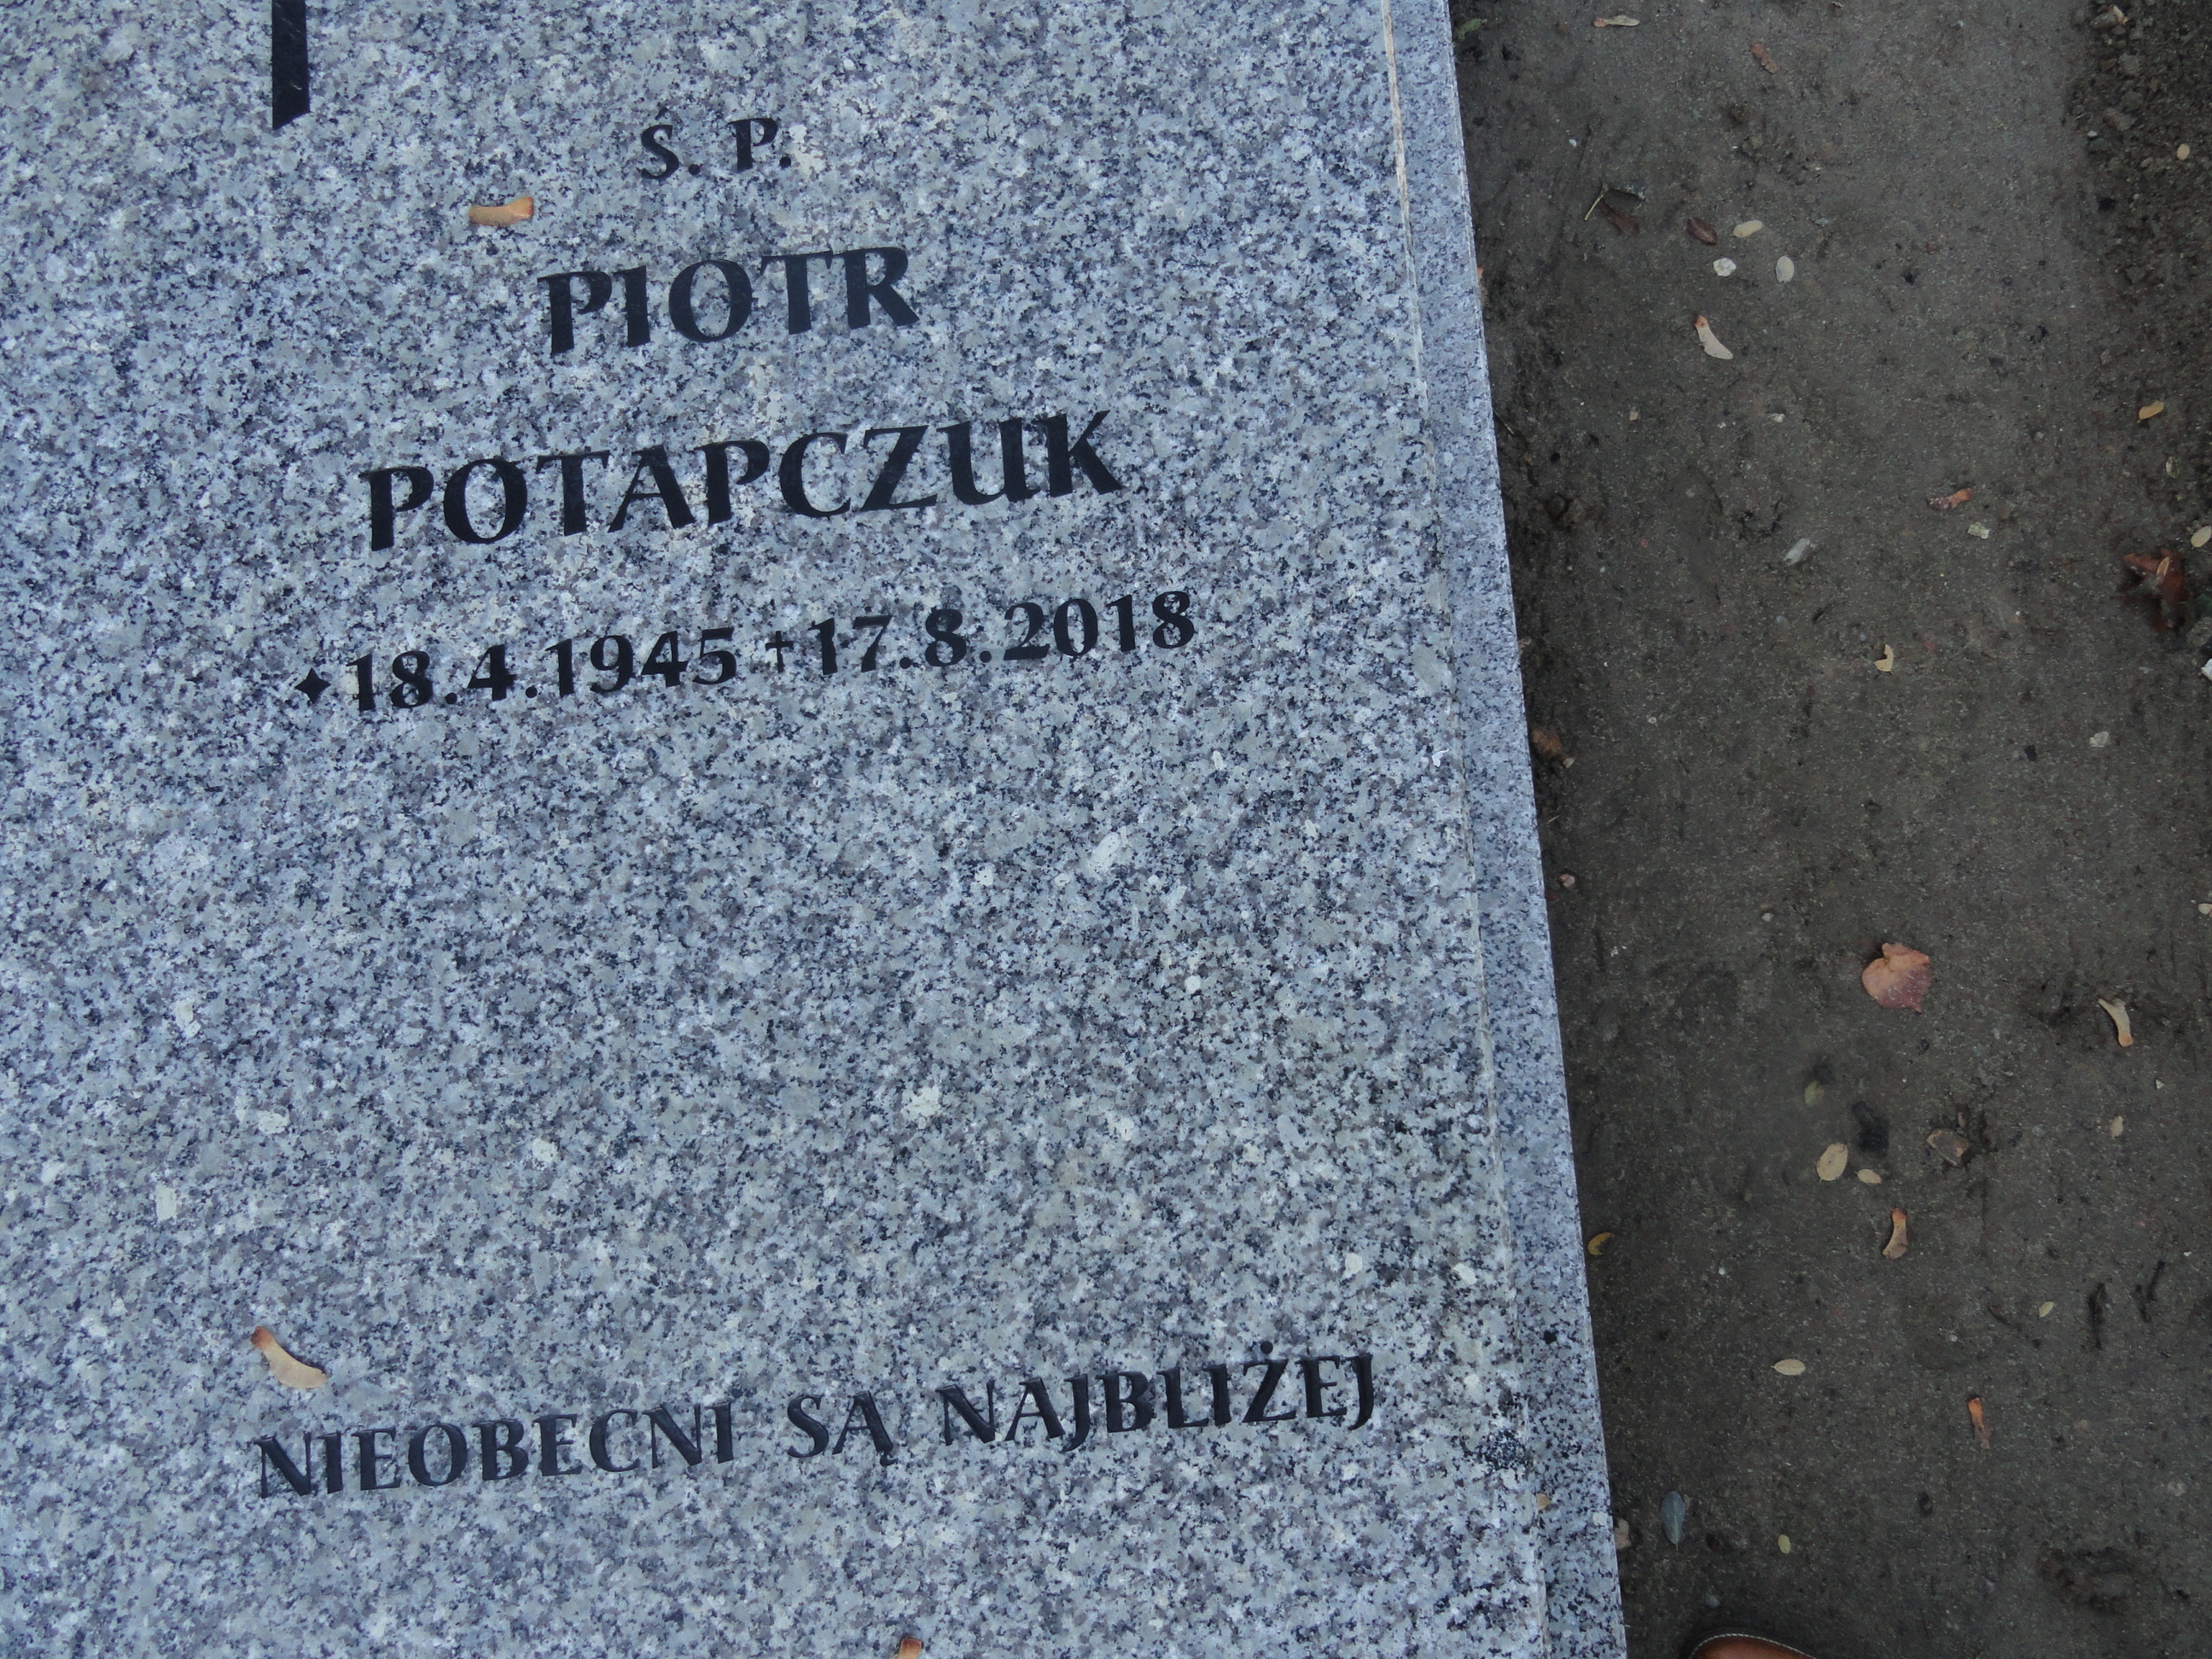 Ś. P.
PIOTR
POTAPCZUK
✦18.4.1945 †17.8.2018
NIEOBECNI SĄ NAJBLIŻEJ